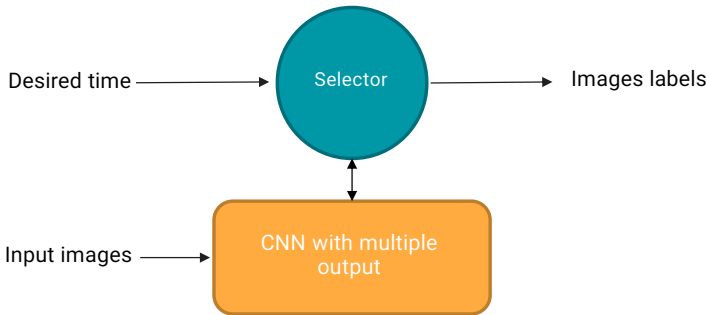 Desired time
Selector
Images labels
Input images
CNN with multiple
output